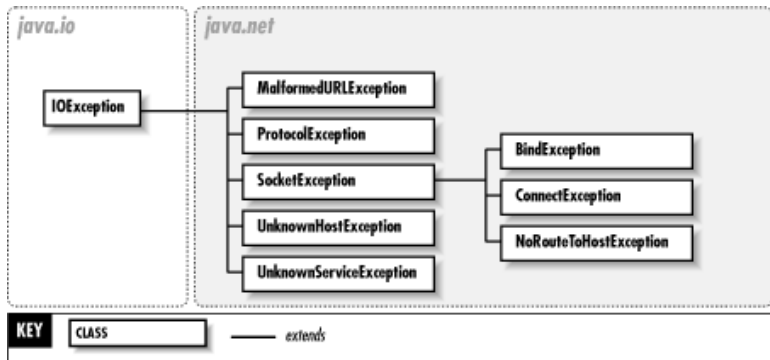 java.io
java.net
IOException
MalformedURLException
ProtocolException
SocketException
UnknownHostException
UnknownServiceException
BindException
ConnectException
NoRouteToHostException
KEY
CLASS
extends